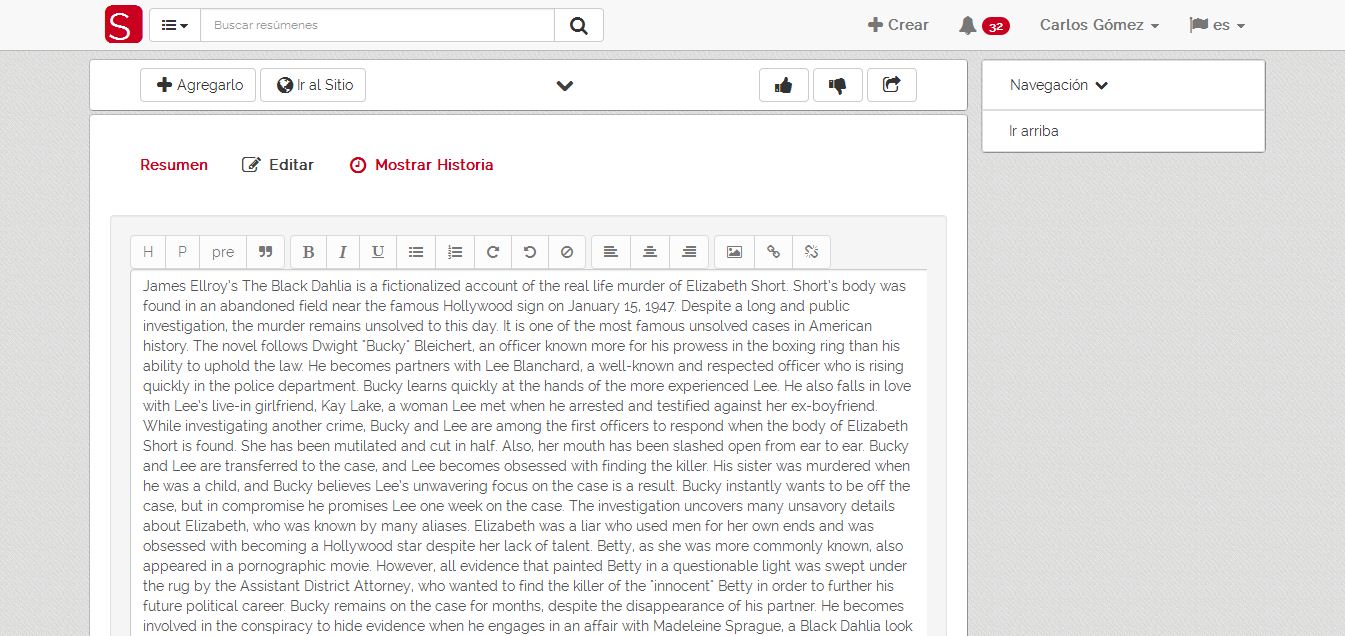 S
Buscar resúmenes
Crear
32
Carlos Gómez
es
Agregarlo
Ir al Sitio
Navegación
Ir arriba
Resumen
Editar
Mostrar Historia
H P pre B I U
James Ellroy's The Black Dahlia is a fictionalized account of the real life murder of Elizabeth Short. Short's body was
found in an abandoned field near the famous Hollywood sign on January 15, 1947. Despite a long and public
investigation, the murder remains unsolved to this day. It is one of the most famous unsolved cases in American
history. The novel follows Dwight "Bucky" Bleichert, an officer known more for his prowess in the boxing ring than his
ability to uphold the law. He becomes partners with Lee Blanchard, a well-known and respected officer who is rising
quickly in the police department. Bucky learns quickly at the hands of the more experienced Lee. He also falls in love
with Lee's live-in girlfriend, Kay Lake, a woman Lee met when he arrested and testified against her ex-boyfriend.
While investigating another crime, Bucky and Lee are among the first officers to respond when the body of Elizabeth
Short is found. She has been mutilated and cut in half. Also, her mouth has been slashed open from ear to ear. Bucky
and Lee are transferred to the case, and Lee becomes obsessed with finding the killer. His sister was murdered when
he was a child, and Bucky believes Lee's unwavering focus on the case is a result. Bucky instantly wants to be off the
case, but in compromise he promises Lee one week on the case. The investigation uncovers many unsavory details
about Elizabeth, who was known by many aliases. Elizabeth was a liar who used men for her own ends and was
obsessed with becoming a Hollywood star despite her lack of talent. Betty, as she was more commonly known, also
appeared in a pornographic movie. However, all evidence that painted Betty in a questionable light was swept under
the rug by the Assistant District Attorney, who wanted to find the killer of the "innocent" Betty in order to further his
future political career. Bucky remains on the case for months, despite the disappearance of his partner. He becomes
involved in the conspiracy to hide evidence when he engages in an affair with Madeleine Sprague, a Black Dahlia look